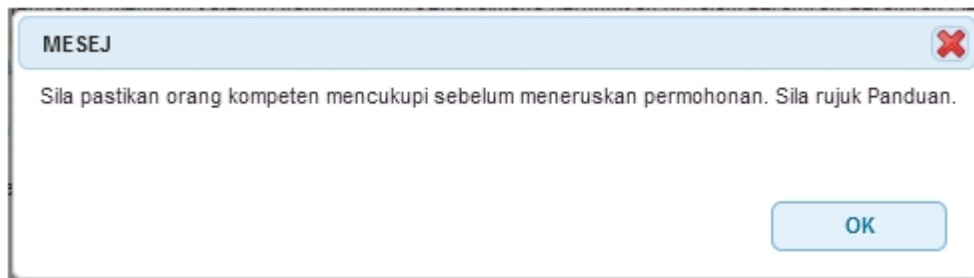 MESEJ
Sila pastikan orang kompeten mencukupi sebelum meneruskan permohonan. Sila rujuk Panduan.
OK